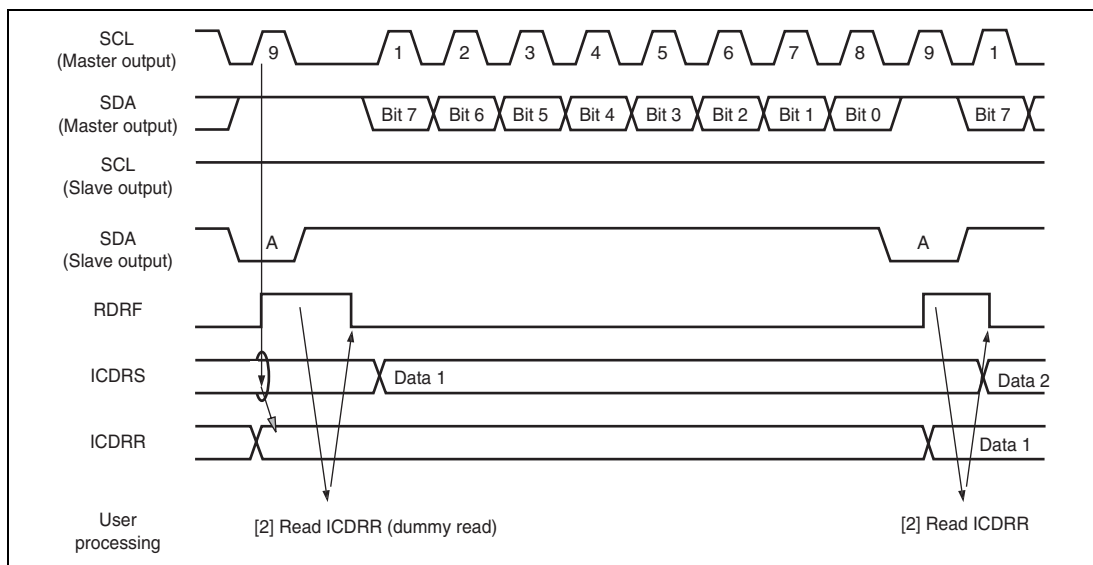 SCL
(Master output)
9 1 2 3 4 5 6 7 8 9 1
SDA
(Master output)
Bit 7 Bit 6 Bit 5 Bit 4 Bit 3 Bit 2 Bit 1 Bit 0 Bit 7
SCL
(Slave output)
SDA
(Slave output)
A A
RDRF
ICDRS
Data 1 Data 2
ICDRR
Data 1
User
processing
[2] Read ICDRR (dummy read) [2] Read ICDRR